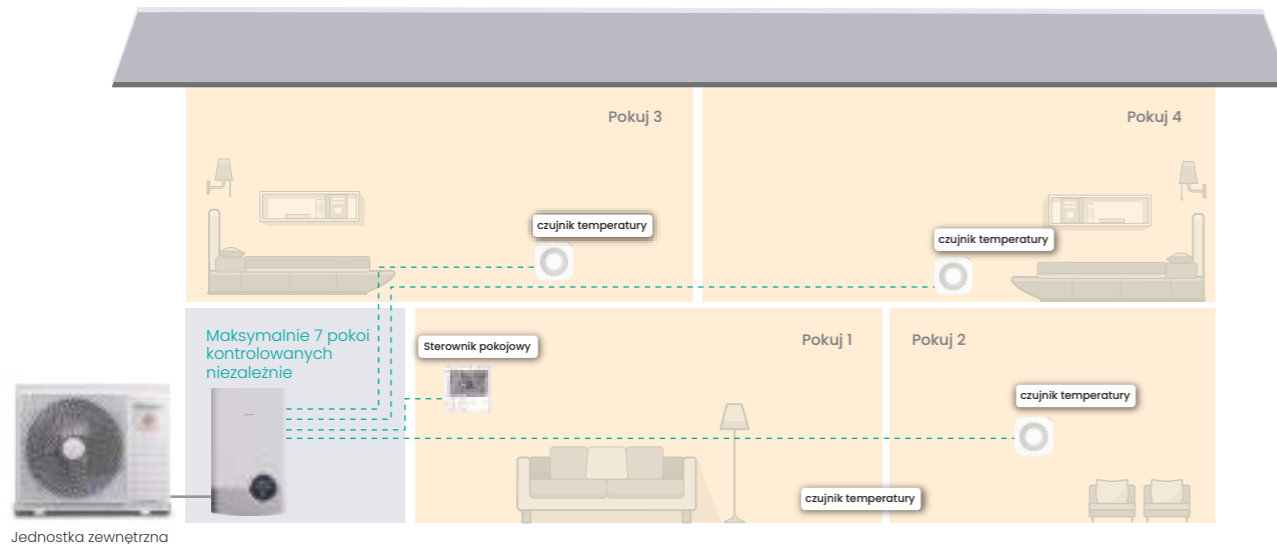 Pokuj 3
Pokuj 4
czujnik temperatury
czujnik temperatury
Maksymalnie 7 pokoi
kontrolowanych
niezależnie
Sterownik pokojowy
Pokuj 1
Pokuj 2
czujnik temperatury
czujnik temperatury
Jednostka zewnętrzna